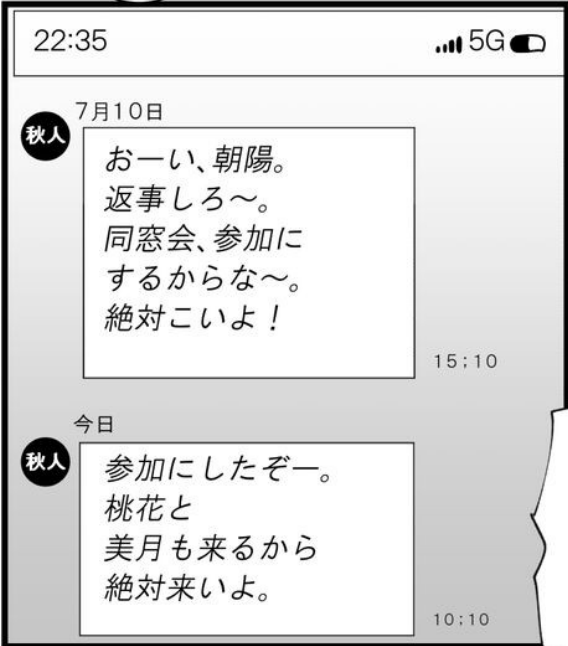 22:35
5G
7月10日
秋人
おーい、朝陽。
返事しろ～。
同窓会、参加に
するからな～。
絶対こいよ！
15;10
今日
秋人
参加にしたぞー。
桃花と
美月も来るから
絶対来いよ。
10:10